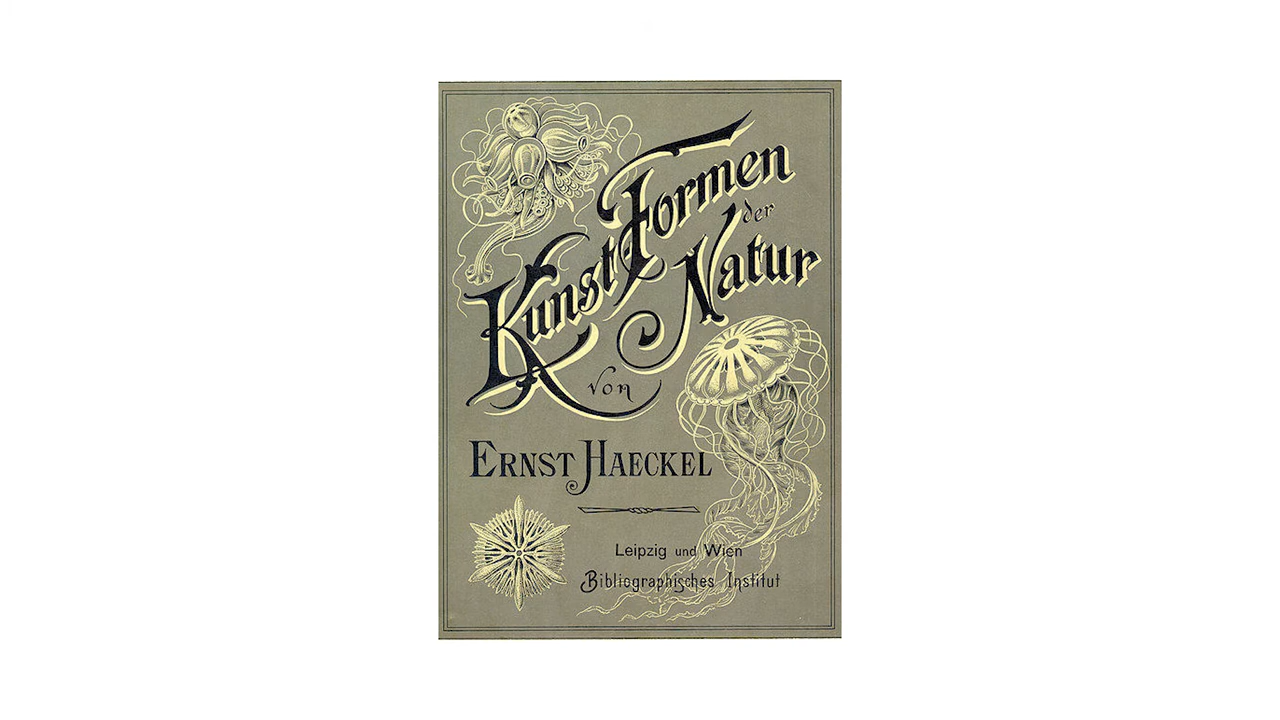 Kunst Formen
der
Natur
von
ERNST HAECKEL
Leipzig und Wien
Bibliographisches Institut